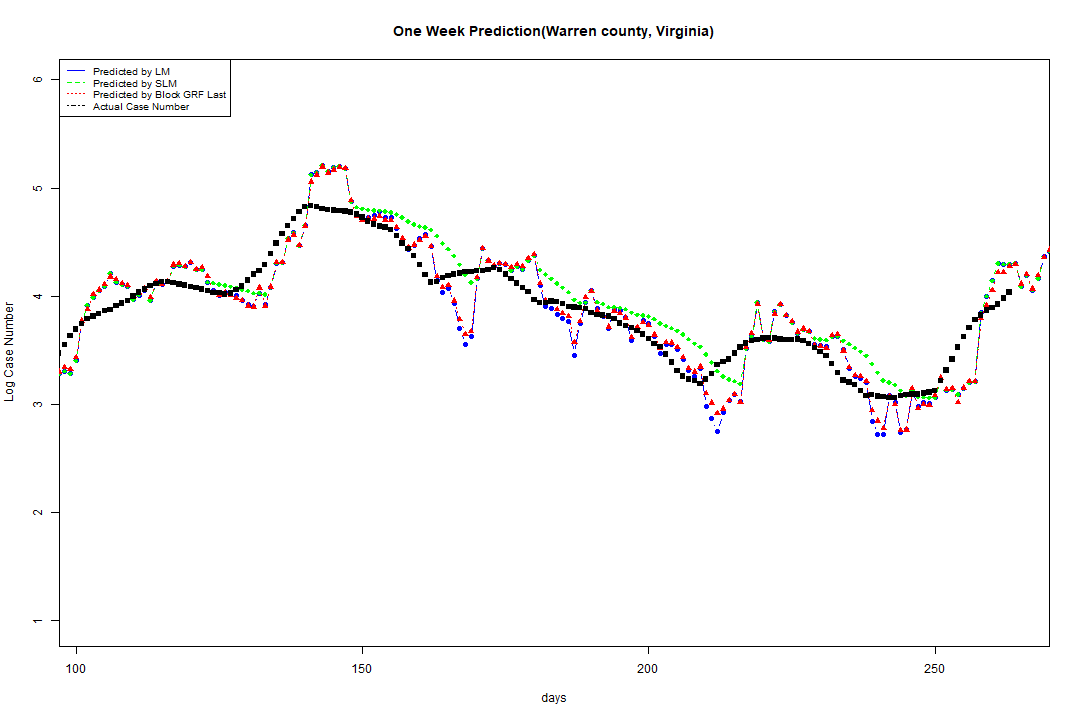 One Week Prediction(Warren county, Virginia)
Predicted by LM
Predicted by SLM
Predicted by Block GRF Last
Actual Case Number
6
5
4
3
2
1
Log Case Number
100 150 200 250
days